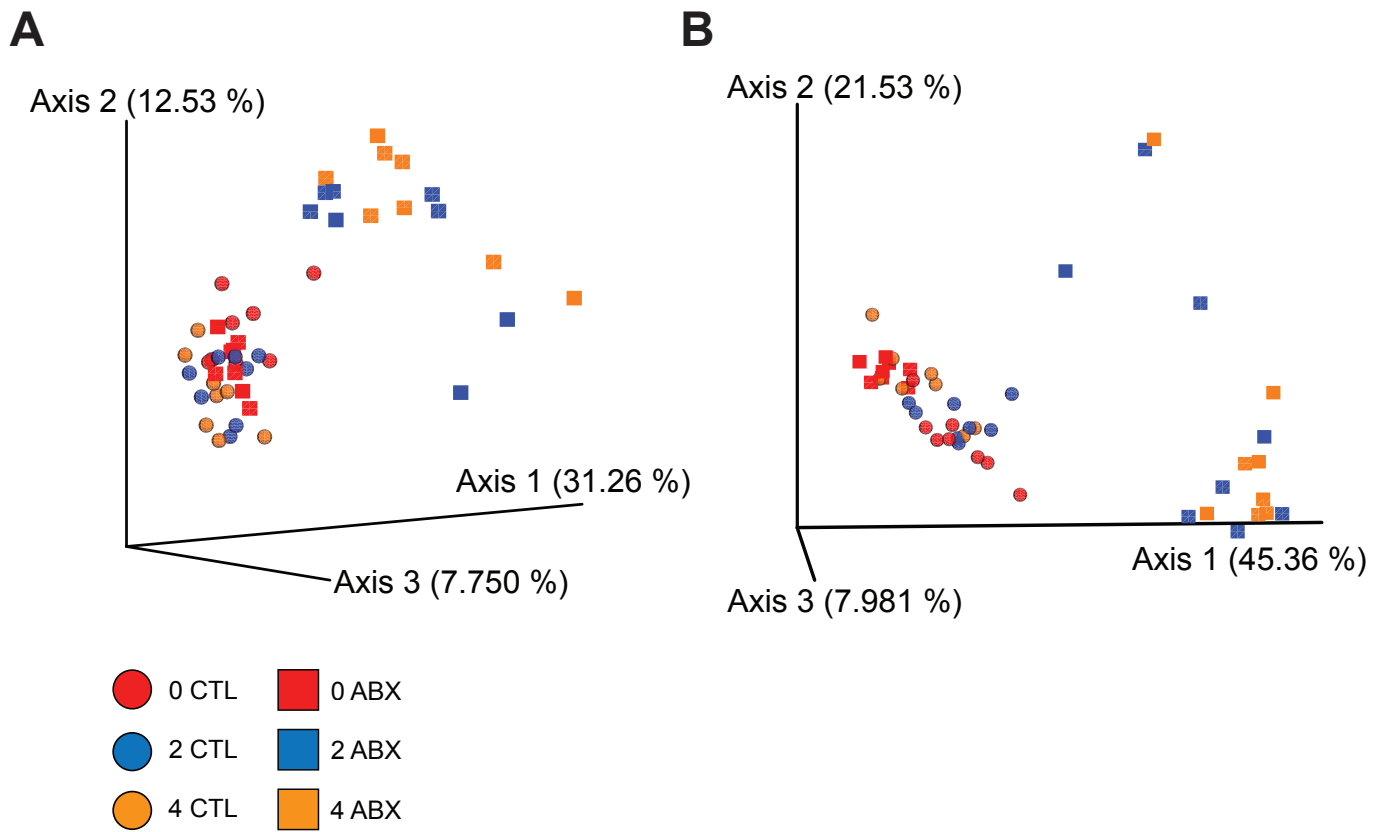 A
B
Axis 2 (12.53 %)
Axis 2 (21.53 %)
Axis 1 (31.26 %)
Axis 3 (7.750 %)
Axis 1 (45.36 %)
Axis 3 (7.981 %)
0 CTL
0 ABX
2 CTL
2 ABX
4 CTL
4 ABX